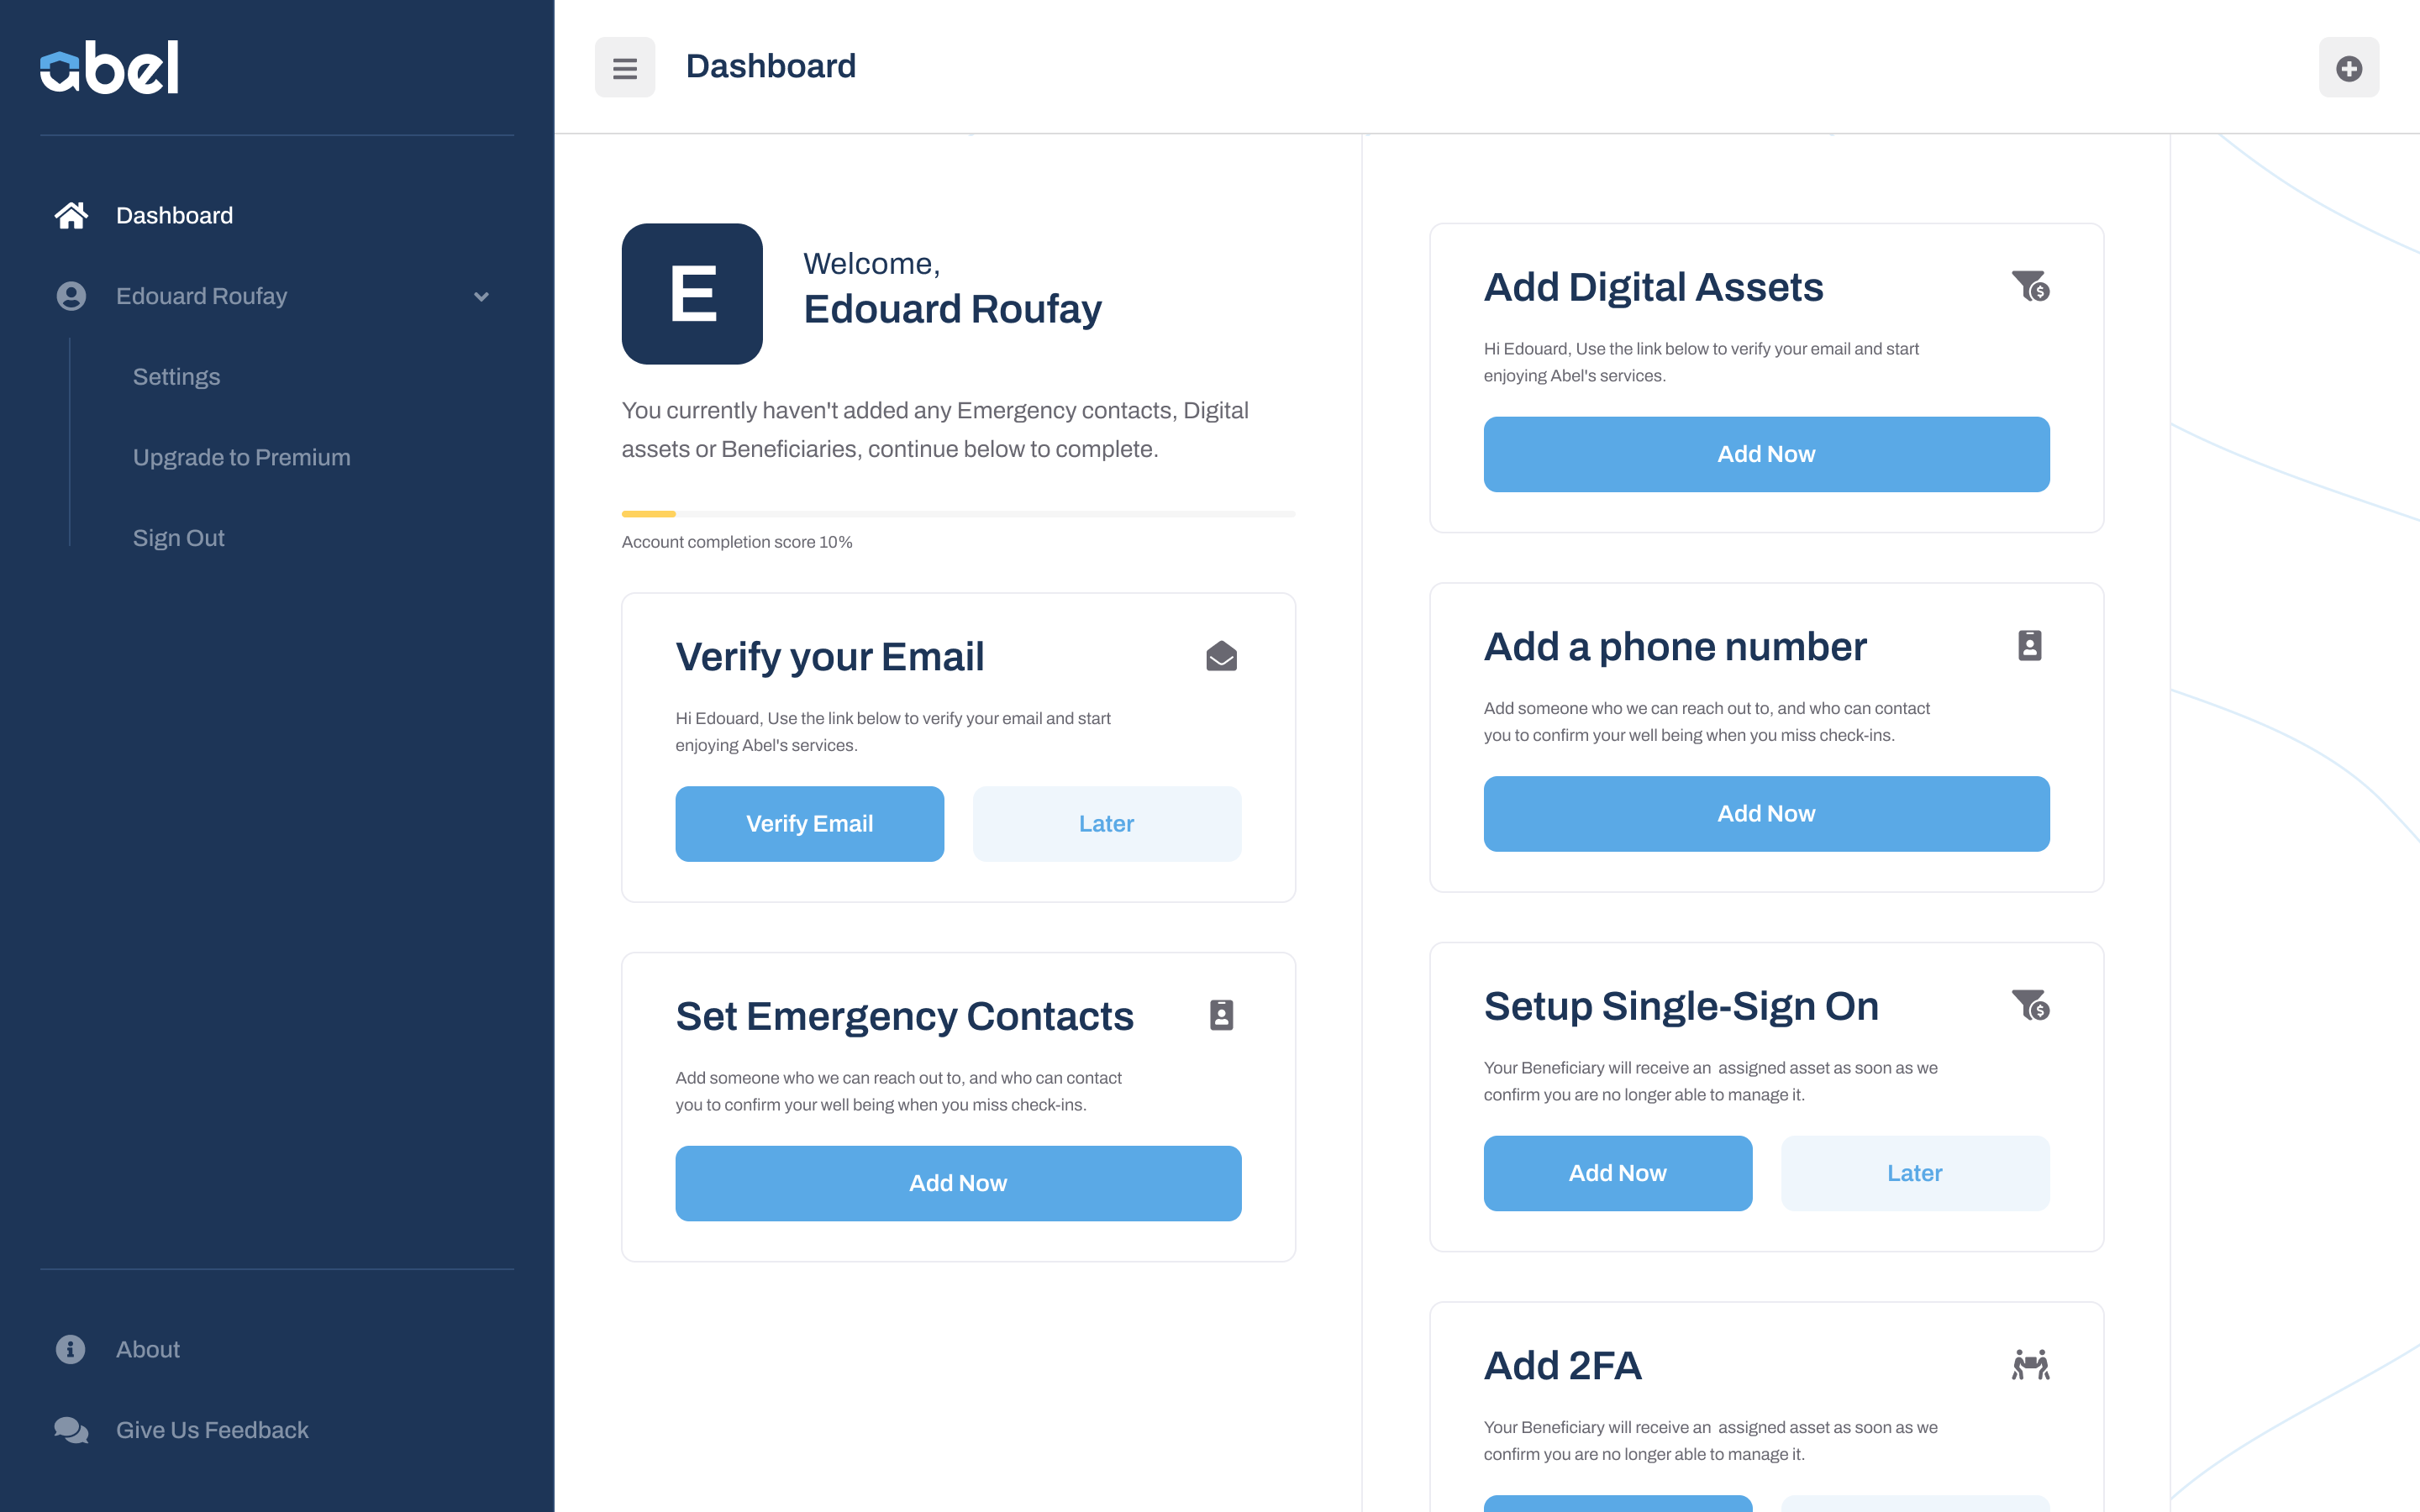 abel
Dashboard
Edouard Roufay
Settings
Upgrade to Premium
Sign Out
About
Give Us Feedback
Dashboard
E
Welcome,
Edouard Roufay
You currently haven't added any Emergency contacts, Digital
assets or Beneficiaries, continue below to complete.
Account completion score 10%
Verify your Email
Hi Edouard, Use the link below to verify your email and start
enjoying Abel's services.
Verify Email
Later
Set Emergency Contacts
Add someone who we can reach out to, and who can contact
you to confirm your well being when you miss check-ins.
Add Now
Add Digital Assets
Hi Edouard, Use the link below to verify your email and start
enjoying Abel's services.
Add Now
Add a phone number
Add someone who we can reach out to, and who can contact
you to confirm your well being when you miss check-ins.
Add Now
Setup Single-Sign On
Your Beneficiary will receive an  assigned asset as soon as we
confirm you are no longer able to manage it.
Add Now
Later
Add 2FA
Your Beneficiary will receive an  assigned asset as soon as we
confirm you are no longer able to manage it.